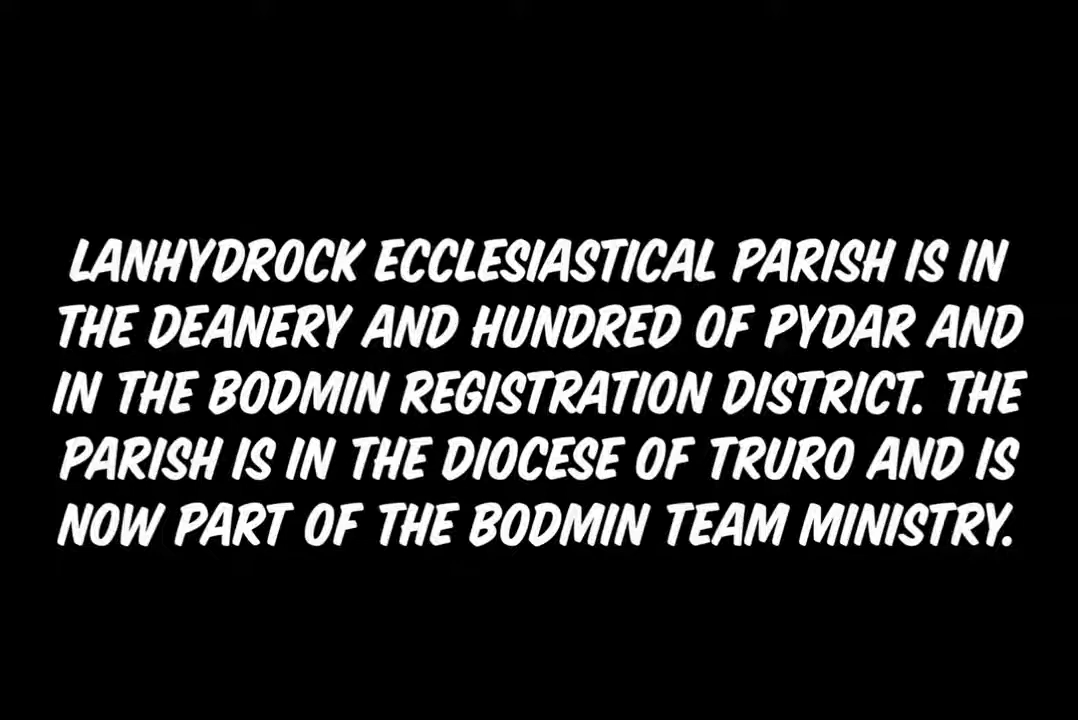 LANHYDROCK ECCLESIASTICAL PARISH IS IN
THE DEANERY AND HUNDRED OF PYDAR AND
IN THE BODMIN REGISTRATION DISTRICT. THE
PARISH IS IN THE DIOCESE OF TRURO AND IS
NOW PART OF THE BODMIN TEAM MINISTRY.